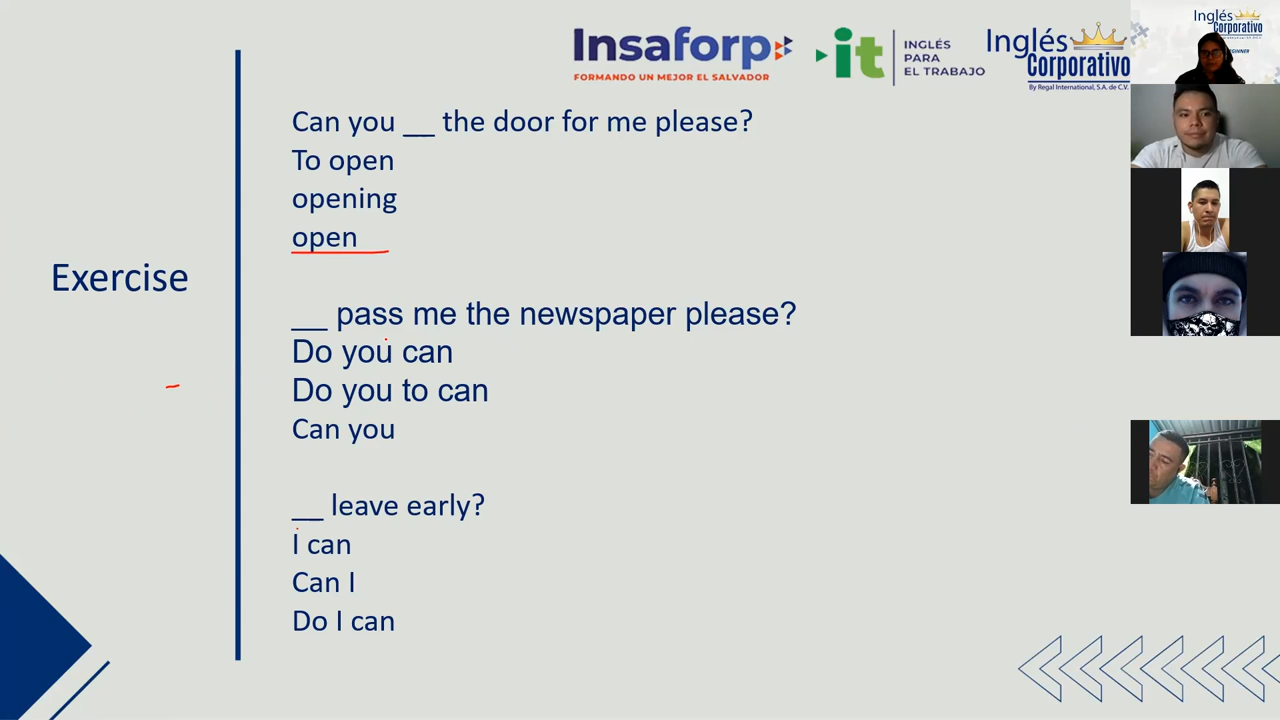 Insaforp
FORMANDO UN MEJOR EL SALVADOR
it
INGLÉS
PARA
EL TRABAJO
Inglés
Corporativo
By Regal International, S.A. de C.V.
Inglés
Corporativo
Exercise
Can you __ the door for me please?
To open
opening
open
__ pass me the newspaper please?
Do you can
Do you to can
Can you
__ leave early?
I can
Can I
Do I can